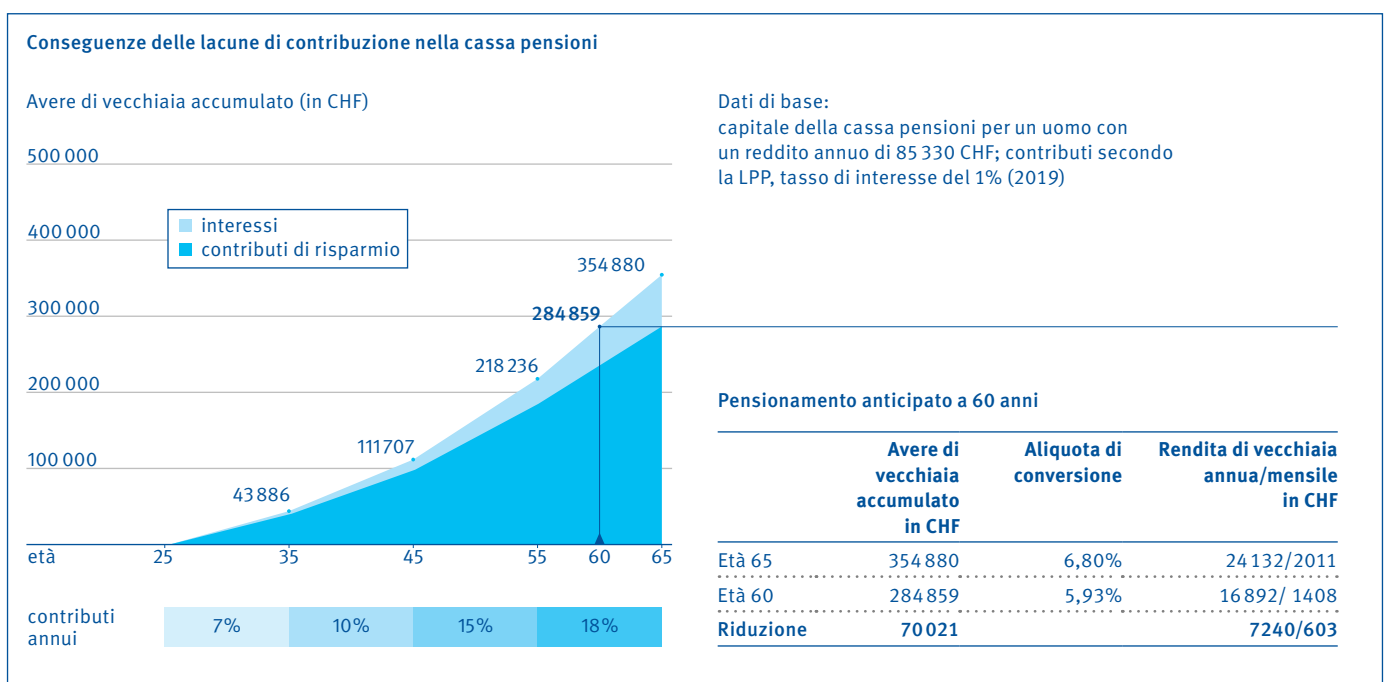 Conseguenze delle lacune di contribuzione nella cassa pensioni
Avere di vecchiaia accumulato (in CHF)
500 000
400 000
300 000
200 000
100 000
interessi
contributi di risparmio
354 880
284 859
218 236
111707
43 886
età 25 35 45 55 60 65
contributi
annui
7% 10% 15% 18%
Dati di base:
capitale della cassa pensioni per un uomo con
un reddito annuo di 85 330 CHF; contributi secondo
la LPP, tasso di interesse del 1% (2019)
Pensionamento anticipato a 60 anni
Avere di
vecchiaia
accumulato
in CHF
Aliquota di
conversione
Rendita di vecchiaia
annua/mensile
in CHF
Età 65 354 880 6,80% 24 132/2011
Età 60 284 859 5,93% 16 892/ 1408
Riduzione 70 021 7240/603